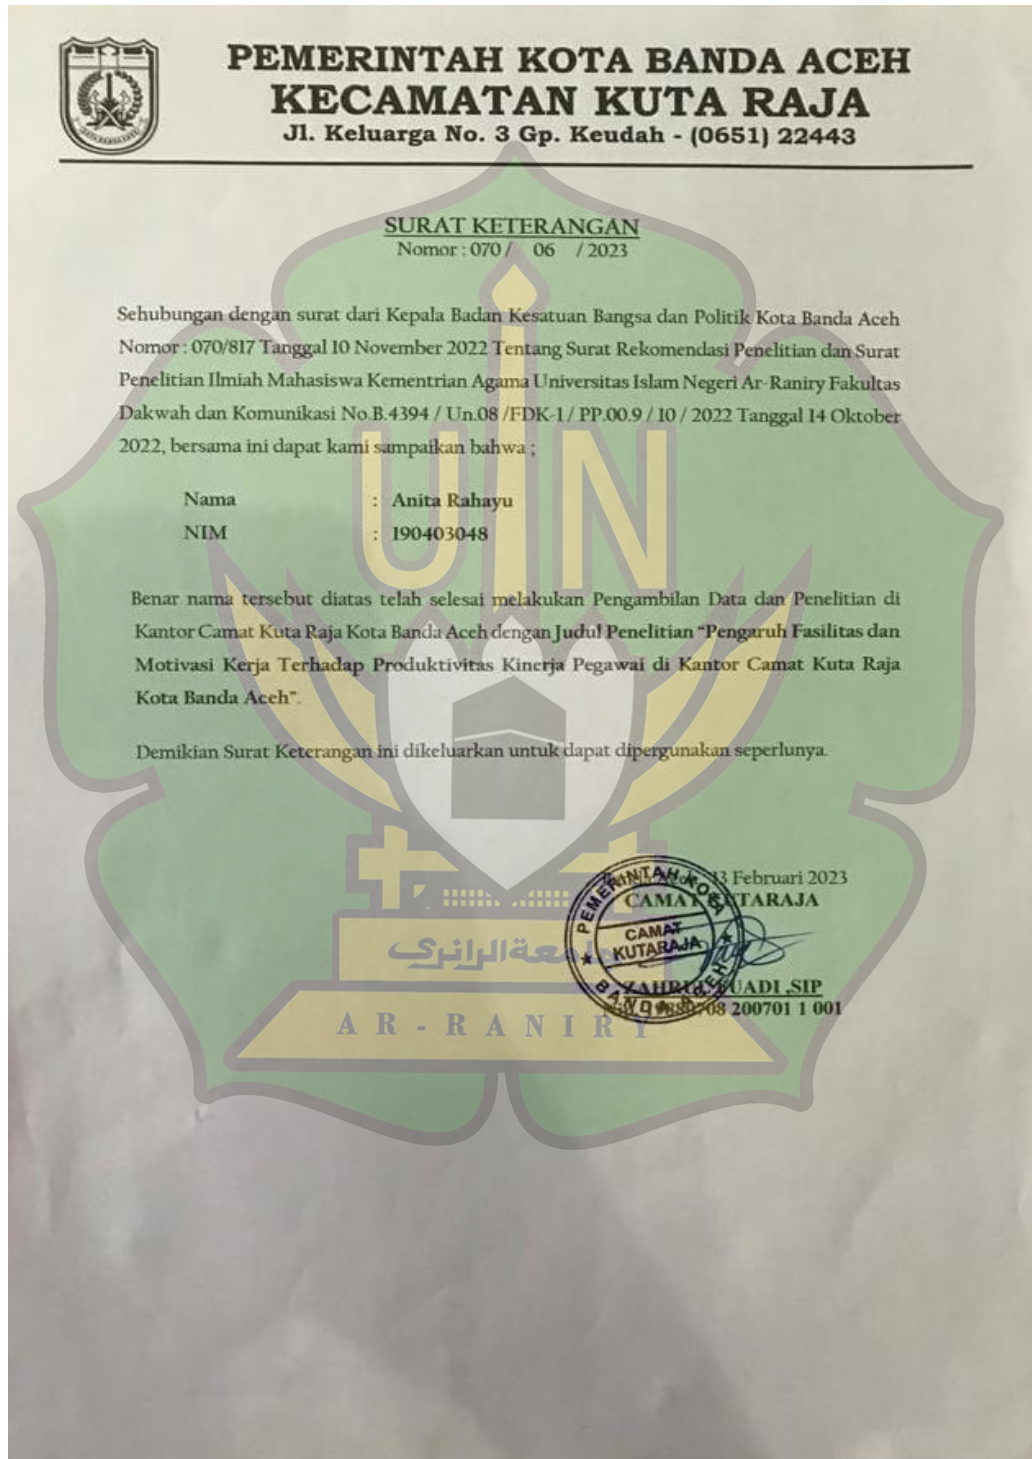 PEMERINTAH KOTA BANDA ACEH
KECAMATAN KUTA RAJA
Jl. Keluarga No. 3 Gp. Keudah - (0651) 22443
SURAT KETERANGAN
Nomor : 070 / 06 / 2023
Sehubungan dengan surat dari Kepala Badan Kesatuan Bangsa dan Politik Kota Banda Aceh
Nomor : 070/817 Tanggal 10 November 2022 Tentang Surat Rekomendasi Penelitian dan Surat
Penelitian Ilmiah Mahasiswa Kementrian Agama Universitas Islam Negeri Ar-Raniry Fakultas
Dakwah dan Komunikasi No.B.4394 / Un.08 /FDK-1 / PP.00.9 / 10 / 2022 Tanggal 14 Oktober
2022, bersama ini dapat kami sampaikan bahwa ;
Nama : Anita Rahayu
NIM : 190403048
Benar nama tersebut diatas telah selesai melakukan Pengambilan Data dan Penelitian di
Kantor Camat Kuta Raja Kota Banda Aceh dengan Judul Penelitian "Pengaruh Fasilitas dan
Motivasi Kerja Terhadap Produktivitas Kinerja Pegawai di Kantor Camat Kuta Raja
Kota Banda Aceh".
Demikian Surat Keterangan ini dikeluarkan untuk dapat dipergunakan seperlunya.
Februari 2023
CAMAT KUTARAJA
PEMERINTAH KOTA
CAMAT
KUTARAJA
BANDA ACEH
FUADI ,SIP
200701 1 001
UIN
جامعة الرانري
AR-RANIRY